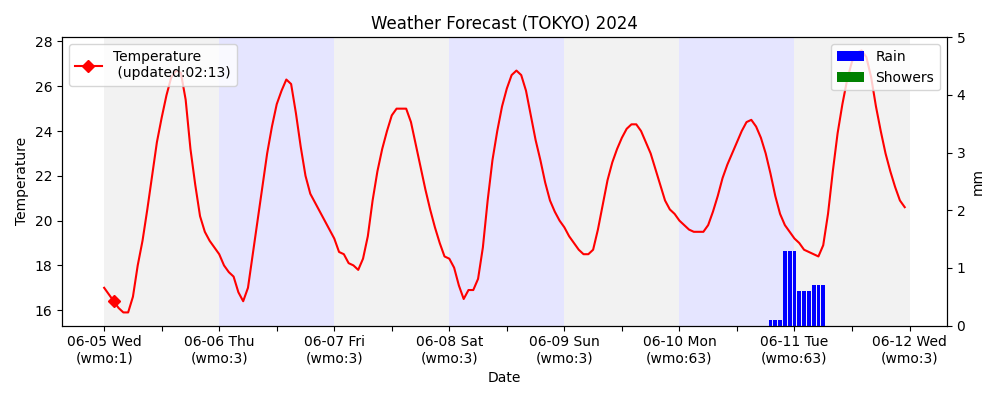 Weather Forecast (TOKYO) 2024
Temperature
(updated:02:13)
Rain
Showers
28
26
24
22
20
18
16
Temperature
5
4
3
2
1
0
mm
06-05 Wed
(wmo:1)
06-06 Thu
(wmo:3)
06-07 Fri
(wmo:3)
06-08 Sat
(wmo:3)
06-09 Sun
(wmo:3)
06-10 Mon
(wmo:63)
06-11 Tue
(wmo:63)
06-12 Wed
(wmo:3)
Date